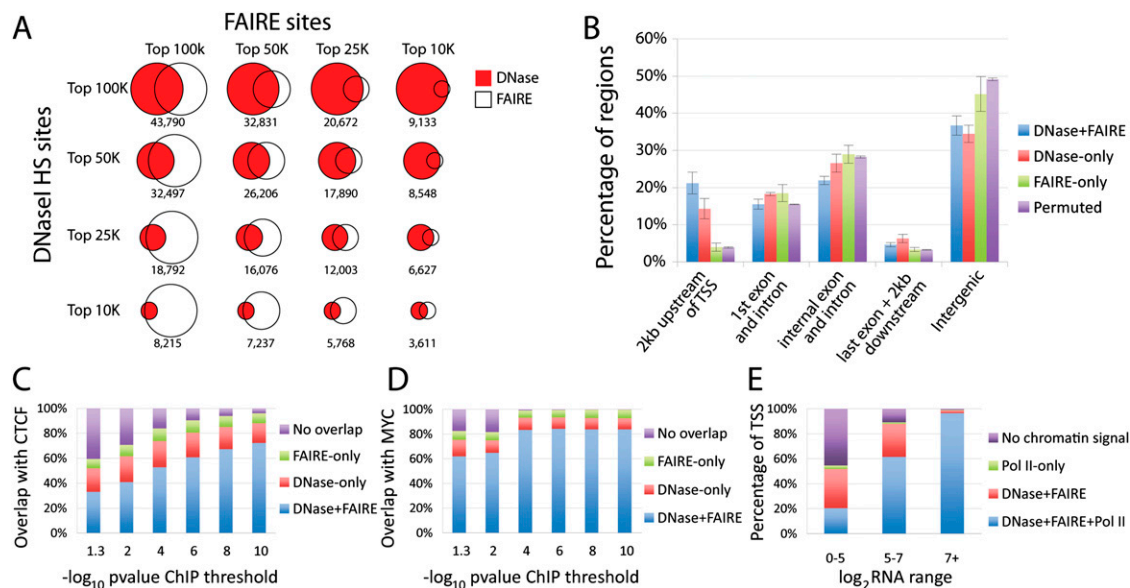 A
FAIRE sites
Top 100k Top 50K Top 25K Top 10K
DNaseI HS sites
Top 100K
43,790 32,831 20,672 9,133
Top 50K
32,497 26,206 17,890 8,548
Top 25K
18,792 16,076 12,003 6,627
Top 10K
8,215 7,237 5,768 3,611
DNase
FAIRE
B
Percentage of regions
60%
50%
40%
30%
20%
10%
0%
2kb upstream
of TSS
1st exon
and intron
internal exon
and intron
last exon + 2kb
downstream
Intergenic
DNase+FAIRE
DNase-only
FAIRE-only
Permuted
C
Overlap with CTCF
100%
80%
60%
40%
20%
0%
1.3 2 4 6 8 10
-log10 pvalue ChIP threshold
No overlap
FAIRE-only
DNase-only
DNase+FAIRE
D
Overlap with MYC
100%
80%
60%
40%
20%
0%
1.3 2 4 6 8 10
-log10 pvalue ChIP threshold
No overlap
FAIRE-only
DNase-only
DNase+FAIRE
E
Percentage of TSS
100%
80%
60%
40%
20%
0%
0-5 5-7 7+
log2RNA range
No chromatin signal
Pol II-only
DNase+FAIRE
DNase+FAIRE+Pol II